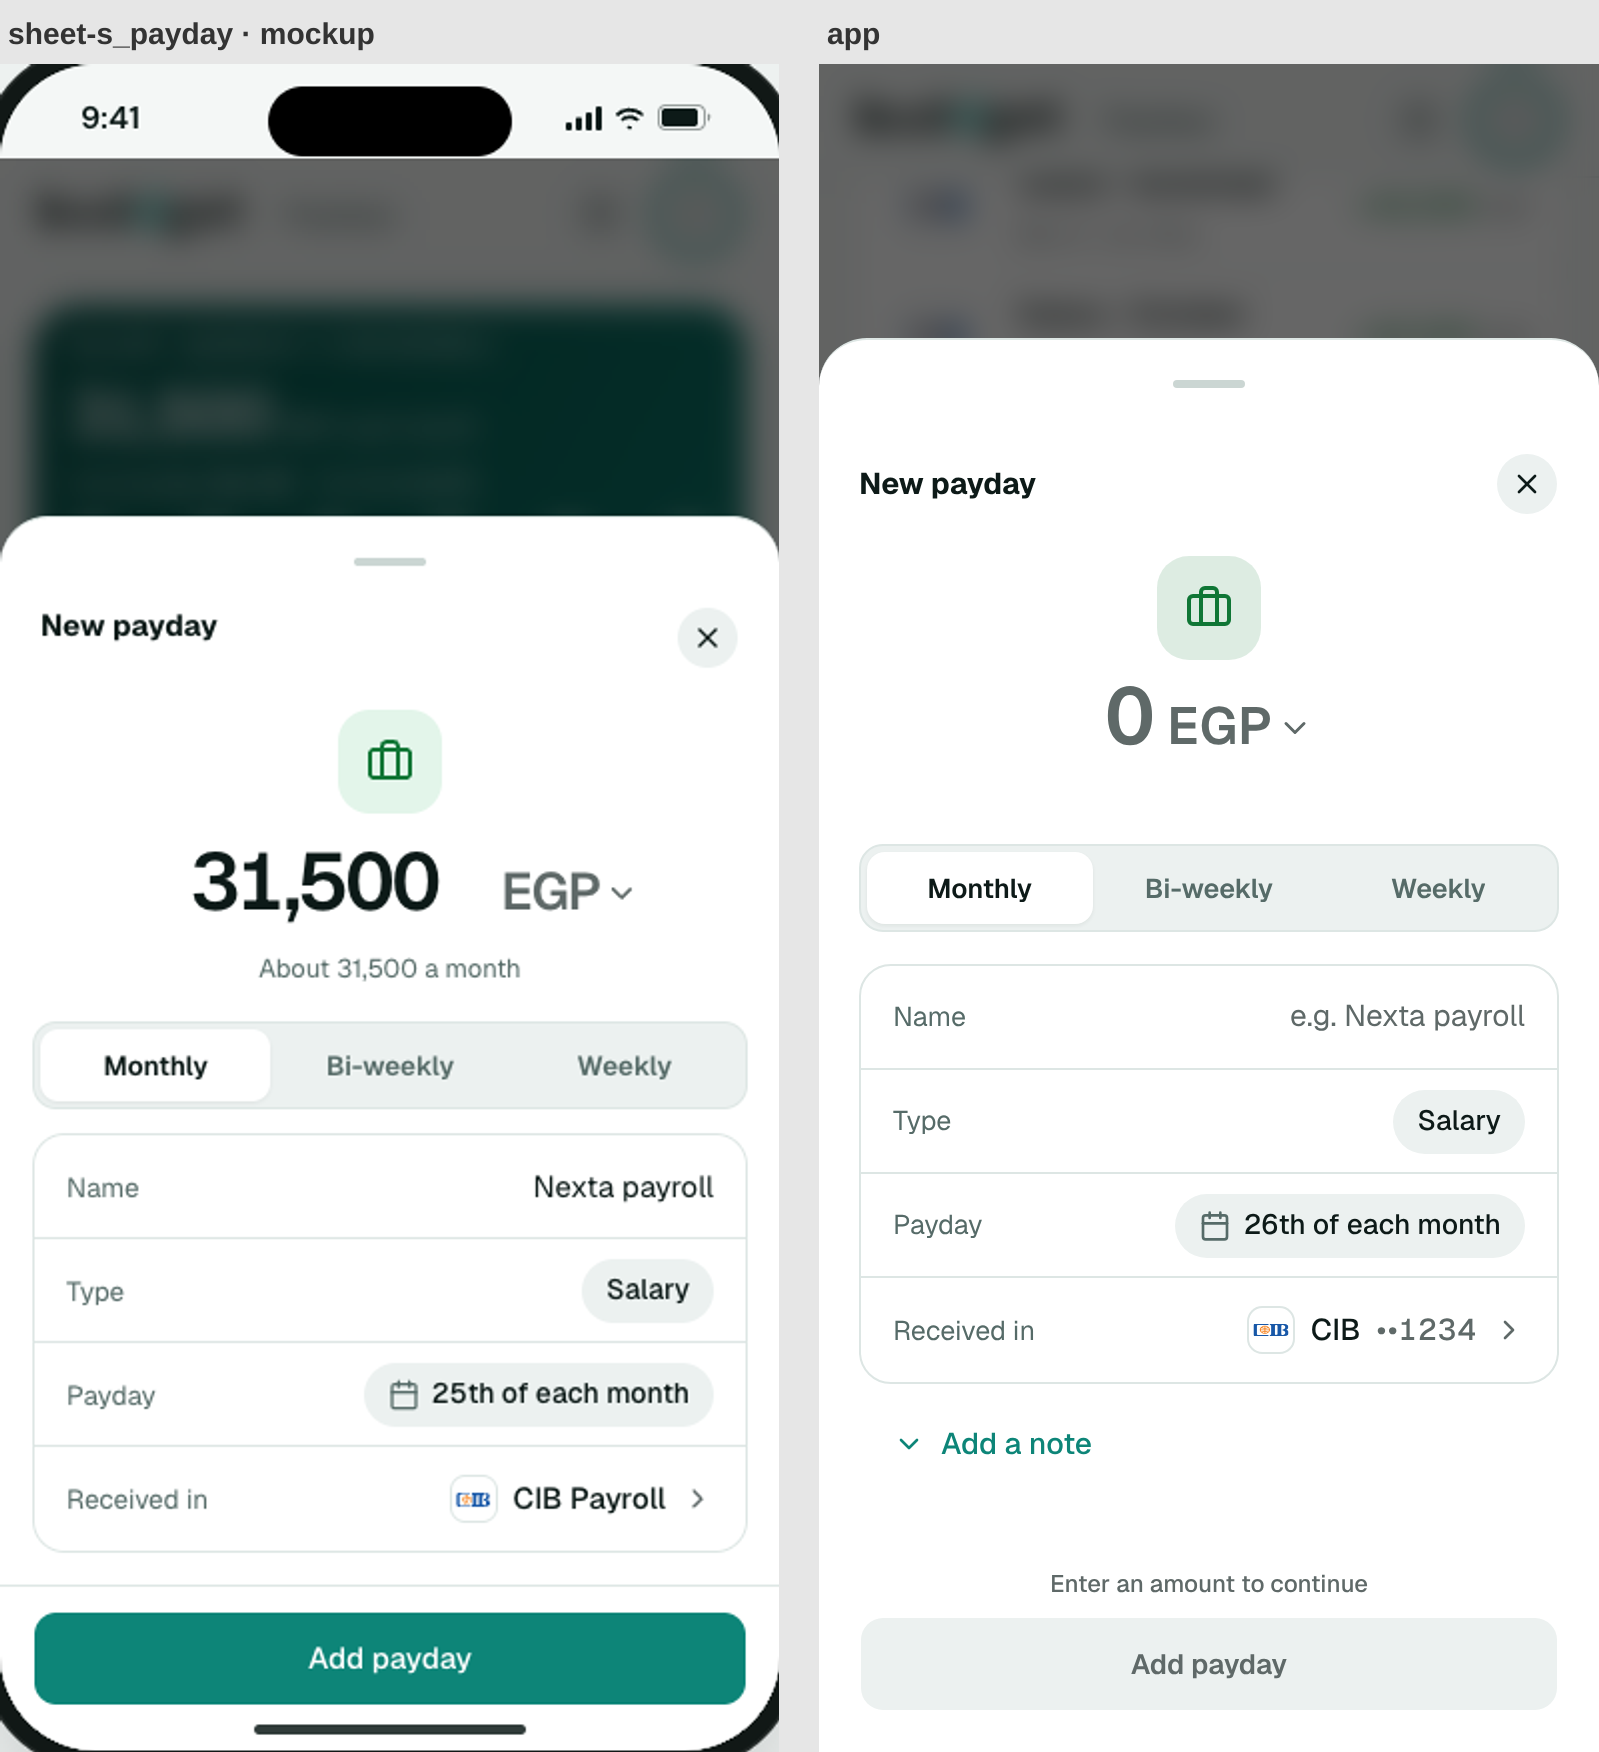 sheet-s_payday · mockup
9:41
New payday
31,500 EGP
About 31,500 a month
Monthly Bi-weekly Weekly
Name Nexta payroll
Type Salary
Payday 25th of each month
Received in CIB CIB Payroll
Add payday
app
New payday
0 EGP
Monthly Bi-weekly Weekly
Name e.g. Nexta payroll
Type Salary
Payday 26th of each month
Received in CIB CIB ••1234
Add a note
Enter an amount to continue
Add payday